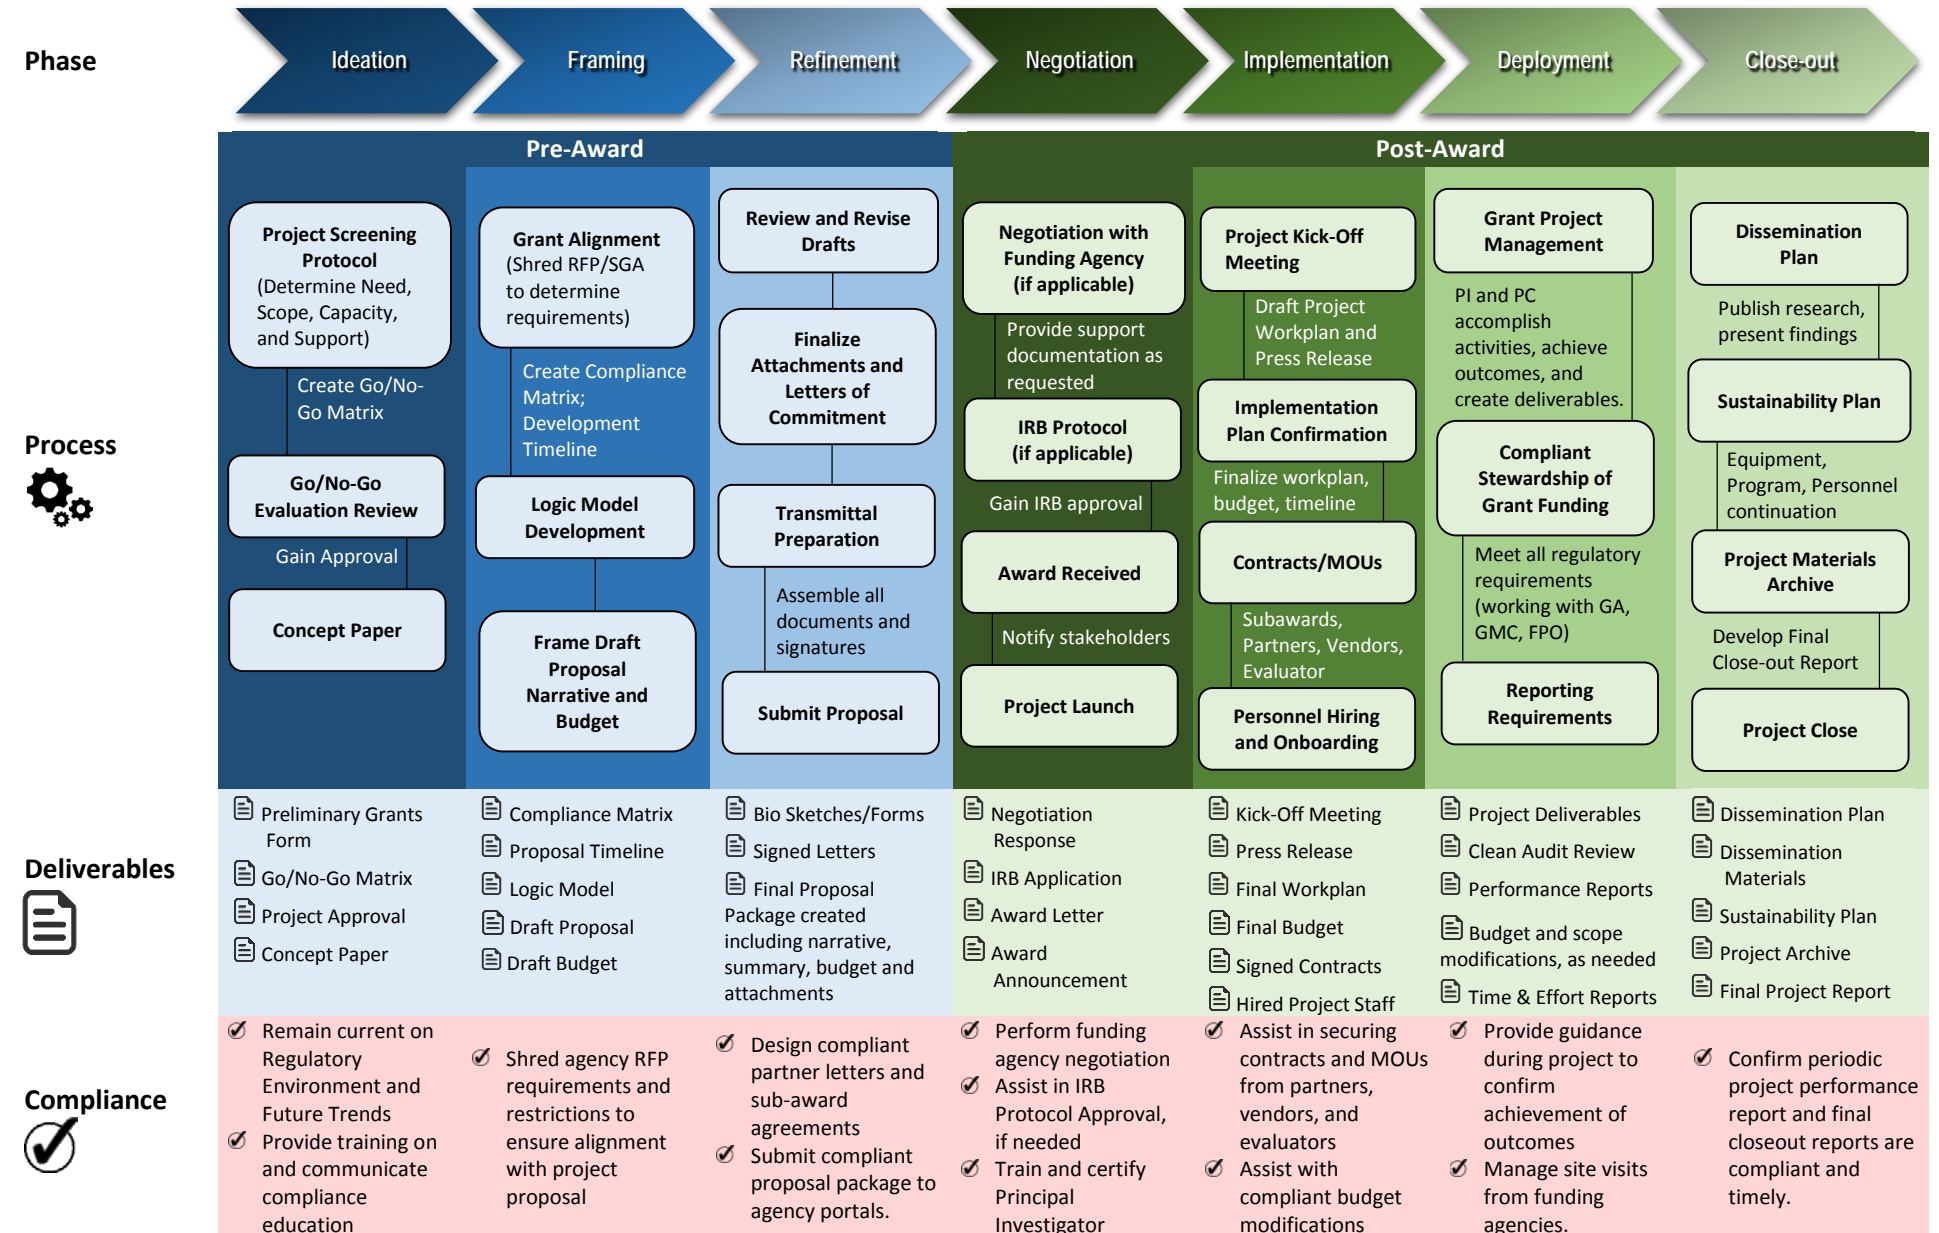 Phase
Ideation
Framing
Refinement
Negotiation
Implementation
Deployment
Close-out
Pre-Award
Post-Award
Process
Project Screening
Protocol
(Determine Need,
Scope, Capacity,
and Support)
Create Go/No-
Go Matrix
Go/No-Go
Evaluation Review
Gain Approval
Concept Paper
Grant Alignment
(Shred RFP/SGA
to determine
requirements)
Create Compliance
Matrix;
Development
Timeline
Logic Model
Development
Frame Draft
Proposal
Narrative and
Budget
Review and Revise
Drafts
Finalize
Attachments and
Letters of
Commitment
Transmittal
Preparation
Assemble all
documents and
signatures
Submit Proposal
Negotiation with
Funding Agency
(if applicable)
Provide support
documentation as
requested
IRB Protocol
(if applicable)
Gain IRB approval
Award Received
Notify stakeholders
Project Launch
Project Kick-Off
Meeting
Draft Project
Workplan and
Press Release
Implementation
Plan Confirmation
Finalize workplan,
budget, timeline
Contracts/MOUs
Subawards,
Partners, Vendors,
Evaluator
Personnel Hiring
and Onboarding
Grant Project
Management
PI and PC
accomplish
activities, achieve
outcomes, and
create deliverables.
Compliant
Stewardship of
Grant Funding
Meet all regulatory
requirements
(working with GA,
GMC, FPO)
Reporting
Requirements
Dissemination
Plan
Publish research,
present findings
Sustainability Plan
Equipment,
Program, Personnel
continuation
Project Materials
Archive
Develop Final
Close-out Report
Project Close
Deliverables
Preliminary Grants
Form
Go/No-Go Matrix
Project Approval
Concept Paper
Compliance Matrix
Proposal Timeline
Logic Model
Draft Proposal
Draft Budget
Bio Sketches/Forms
Signed Letters
Final Proposal
Package created
including narrative,
summary, budget and
attachments
Negotiation
Response
IRB Application
Award Letter
Award
Announcement
Kick-Off Meeting
Press Release
Final Workplan
Final Budget
Signed Contracts
Hired Project Staff
Project Deliverables
Clean Audit Review
Performance Reports
Budget and scope
modifications, as needed
Time & Effort Reports
Dissemination Plan
Dissemination
Materials
Sustainability Plan
Project Archive
Final Project Report
Compliance
Remain current on
Regulatory
Environment and
Future Trends
Provide training on
and communicate
compliance
education
Shred agency RFP
requirements and
restrictions to
ensure alignment
with project
proposal
Design compliant
partner letters and
sub-award
agreements
Submit compliant
proposal package to
agency portals.
Perform funding
agency negotiation
Assist in IRB
Protocol Approval,
if needed
Train and certify
Principal
Investigator
Assist in securing
contracts and MOUs
from partners,
vendors, and
evaluators
Assist with
compliant budget
modifications
Provide guidance
during project to
confirm
achievement of
outcomes
Manage site visits
from funding
agencies.
Confirm periodic
project performance
report and final
closeout reports are
compliant and
timely.